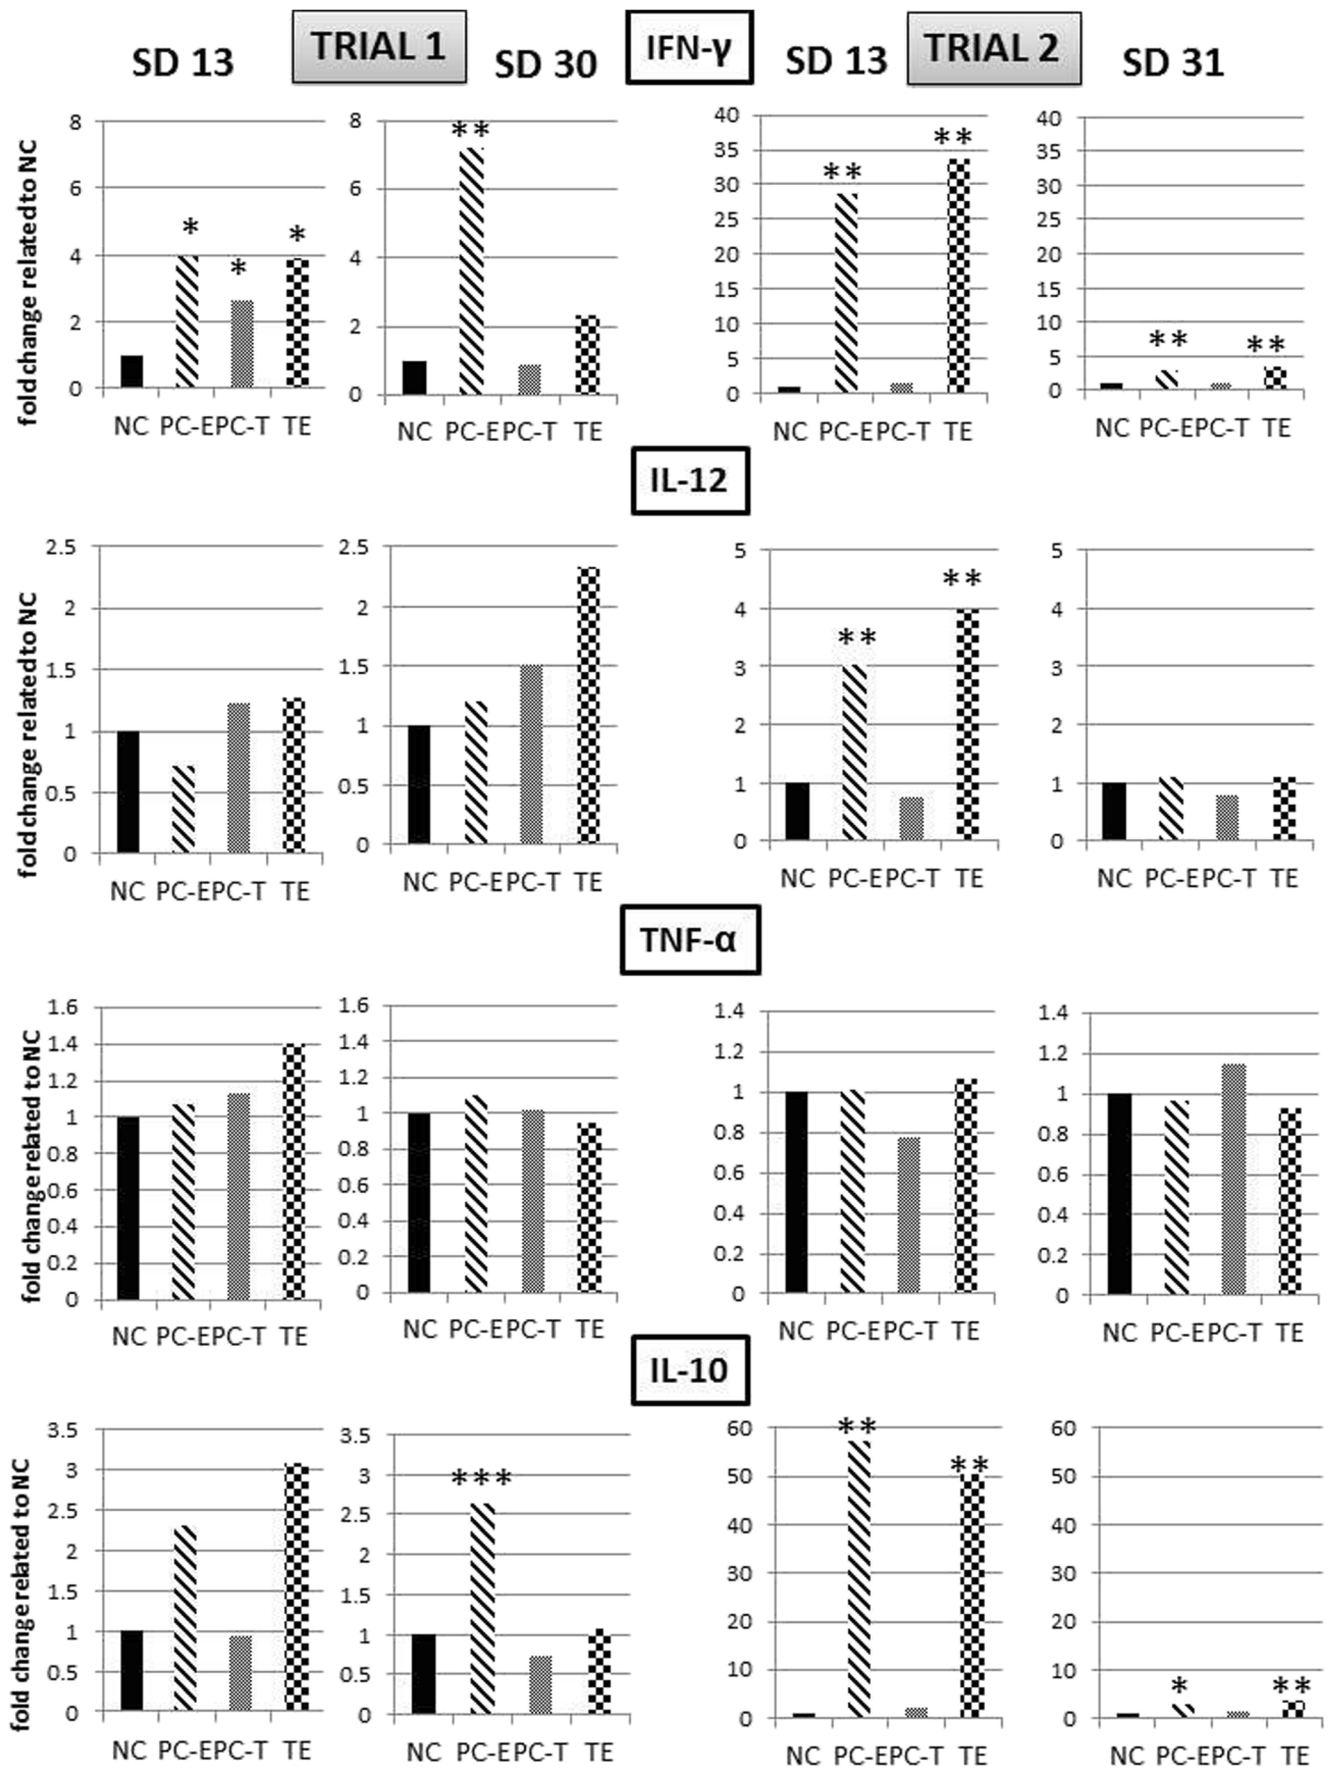 SD 13 TRIAL 1 SD 30 IFN-γ SD 13 TRIAL 2 SD 31
fold change related to NC
8 8 40 40
35 35
6 6 30 30
25 25
4 4 20 20
15 15
2 2 10 10
5 5
0 0 0 0
* * * ** ** ** ** **
NC PC-E PC-T TE NC PC-E PC-T TE NC PC-E PC-T TE NC PC-E PC-T TE
IL-12
fold change related to NC
2.5 2.5 5 5
2 2 4 4
1.5 1.5 3 3
1 1 2 2
0.5 0.5 1 1
0 0 0 0
** **
NC PC-E PC-T TE NC PC-E PC-T TE NC PC-E PC-T TE NC PC-E PC-T TE
TNF-α
fold change related to NC
1.6 1.6 1.4 1.4
1.4 1.4 1.2 1.2
1.2 1.2 1 1
1 1 0.8 0.8
0.8 0.8 0.6 0.6
0.6 0.6 0.4 0.4
0.4 0.4 0.2 0.2
0.2 0.2 0 0
0 0
NC PC-E PC-T TE NC PC-E PC-T TE NC PC-E PC-T TE NC PC-E PC-T TE
IL-10
fold change related to NC
3.5 3.5 60 60
3 3 50 50
2.5 2.5 40 40
2 2 30 30
1.5 1.5 20 20
1 1 10 10
0.5 0.5 0 0
0 0
*** ** ** * **
NC PC-E PC-T TE NC PC-E PC-T TE NC PC-E PC-T TE NC PC-E PC-T TE